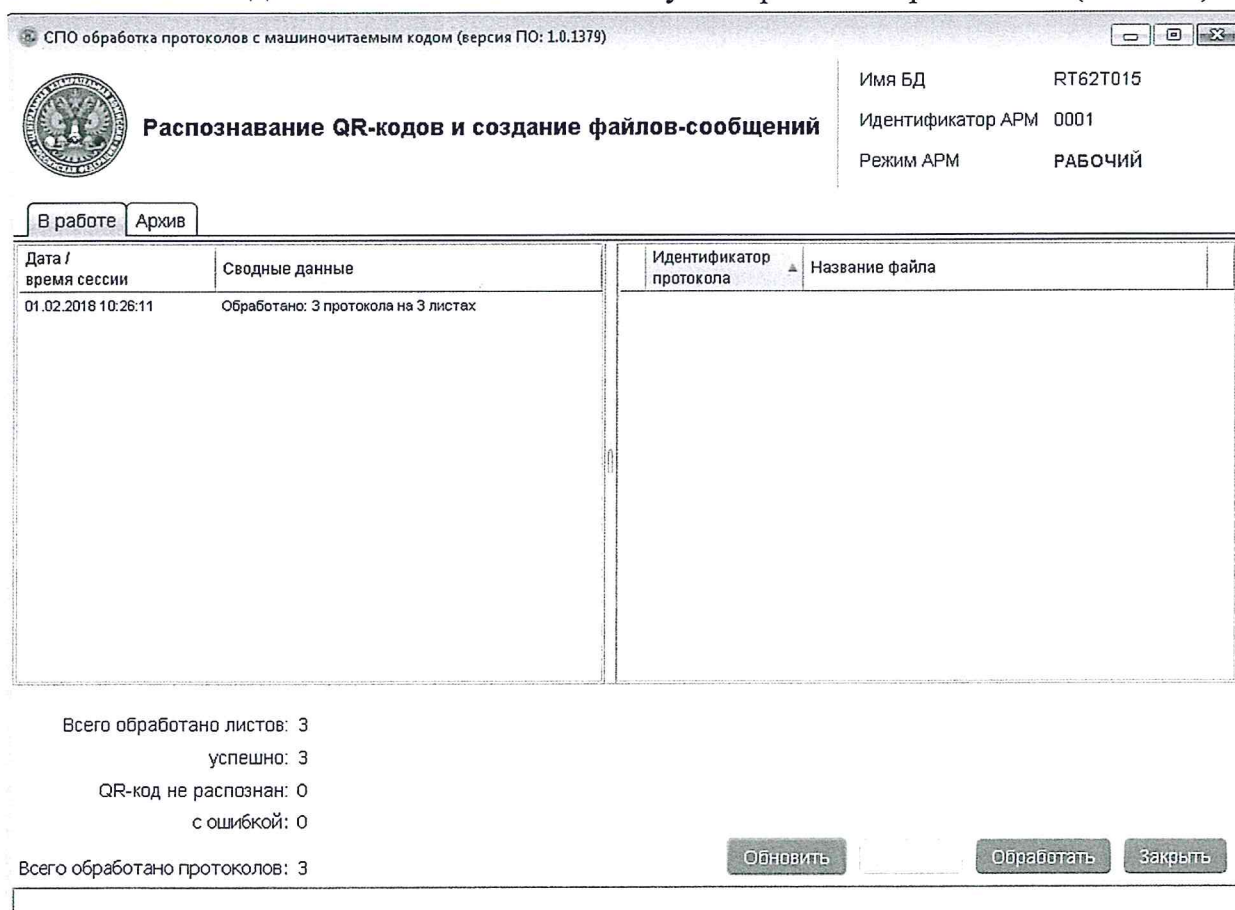 СПО обработка протоколов с машиночитаемым кодом (версия ПО: 1.0.1379)
Распознавание QR-кодов и создание файлов-сообщений
Имя БД RT62T015
Идентификатор АРМ 0001
Режим АРМ РАБОЧИЙ
В работе Архив
Дата /
время сессии
Сводные данные
Идентификатор
протокола
Название файла
01.02.2018 10:26:11 Обработано: 3 протокола на 3 листах
Всего обработано листов: 3
успешно: 3
QR-код не распознан: 0
с ошибкой: 0
Всего обработано протоколов: 3
Обновить Обработать Закрыть